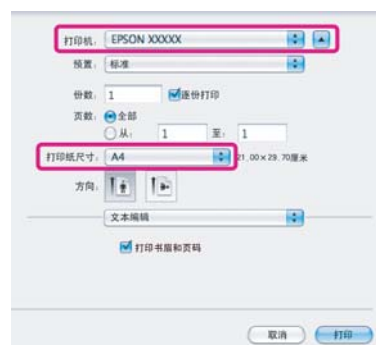 打印机: EPSON XXXXX
预置: 标准
份数: 1 逐份打印
页数: 全部
从: 1 至: 1
打印纸尺寸: A4 21.00×29.70厘米
方向:
文本编辑
打印书眉和页码
取消 打印